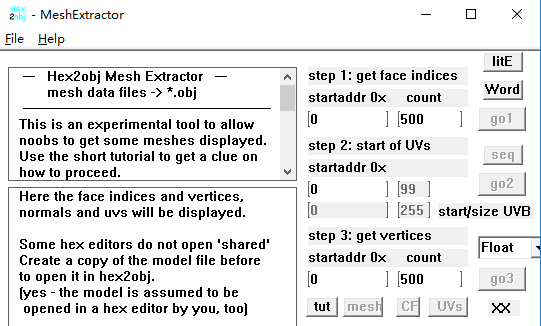 Hex
2obj - MeshExtractor
File Help
— Hex2obj Mesh Extractor —
mesh data files -> *.obj
This is an experimental tool to allow
noobs to get some meshes displayed.
Use the short tutorial to get a clue on
how to proceed.
Here the face indices and vertices,
normals and uvs will be displayed.
Some hex editors do not open 'shared'
Create a copy of the model file before
to open it in hex2obj.
(yes - the model is assumed to be
opened in a hex editor by you, too)
step 1: get face indices
startaddr 0x count
[0 ] [500 ]
step 2: start of UVs
startaddr 0x
[0 ] [99 ]
[0 ] [255 ] start/size UVB
step 3: get vertices
startaddr 0x count
[0 ] [500 ]
tut mesh CF UVs
litE
Word
go1
seq
go2
Float
go3
XX